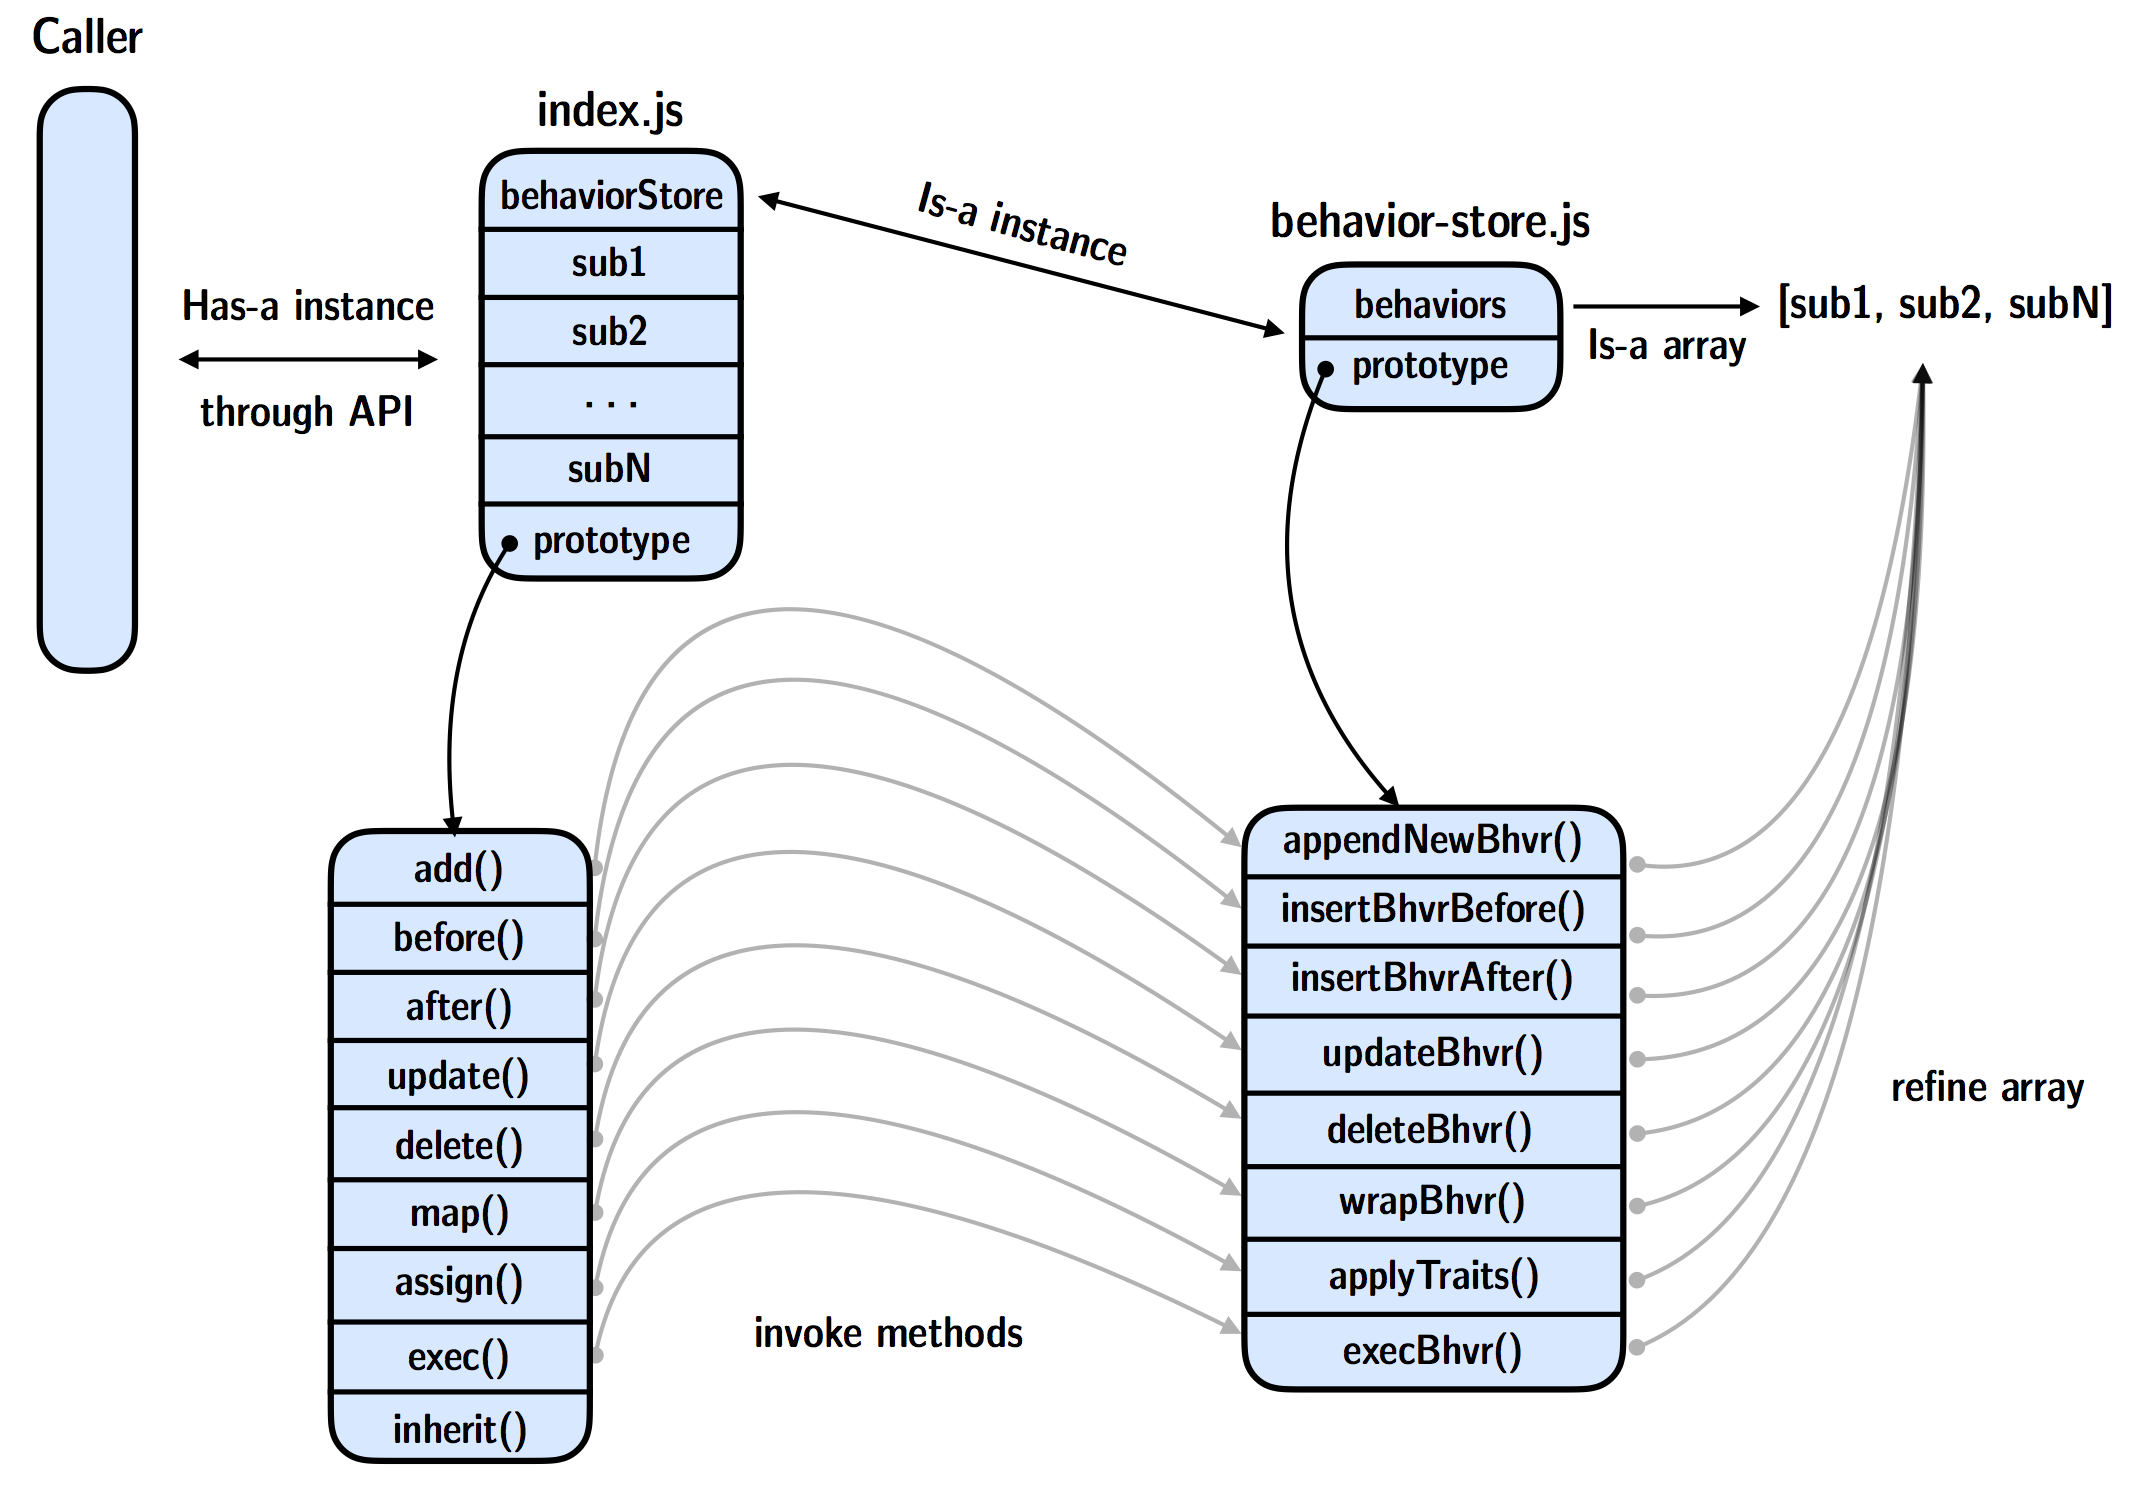 Caller
index.js
behaviorStore
sub1
sub2
. . .
subN
prototype
Has-a instance
through API
Is-a instance
behavior-store.js
behaviors
prototype
Is-a array
[sub1, sub2, subN]
add()
before()
after()
update()
delete()
map()
assign()
exec()
inherit()
invoke methods
appendNewBhvr()
insertBhvrBefore()
insertBhvrAfter()
updateBhvr()
deleteBhvr()
wrapBhvr()
applyTraits()
execBhvr()
refine array